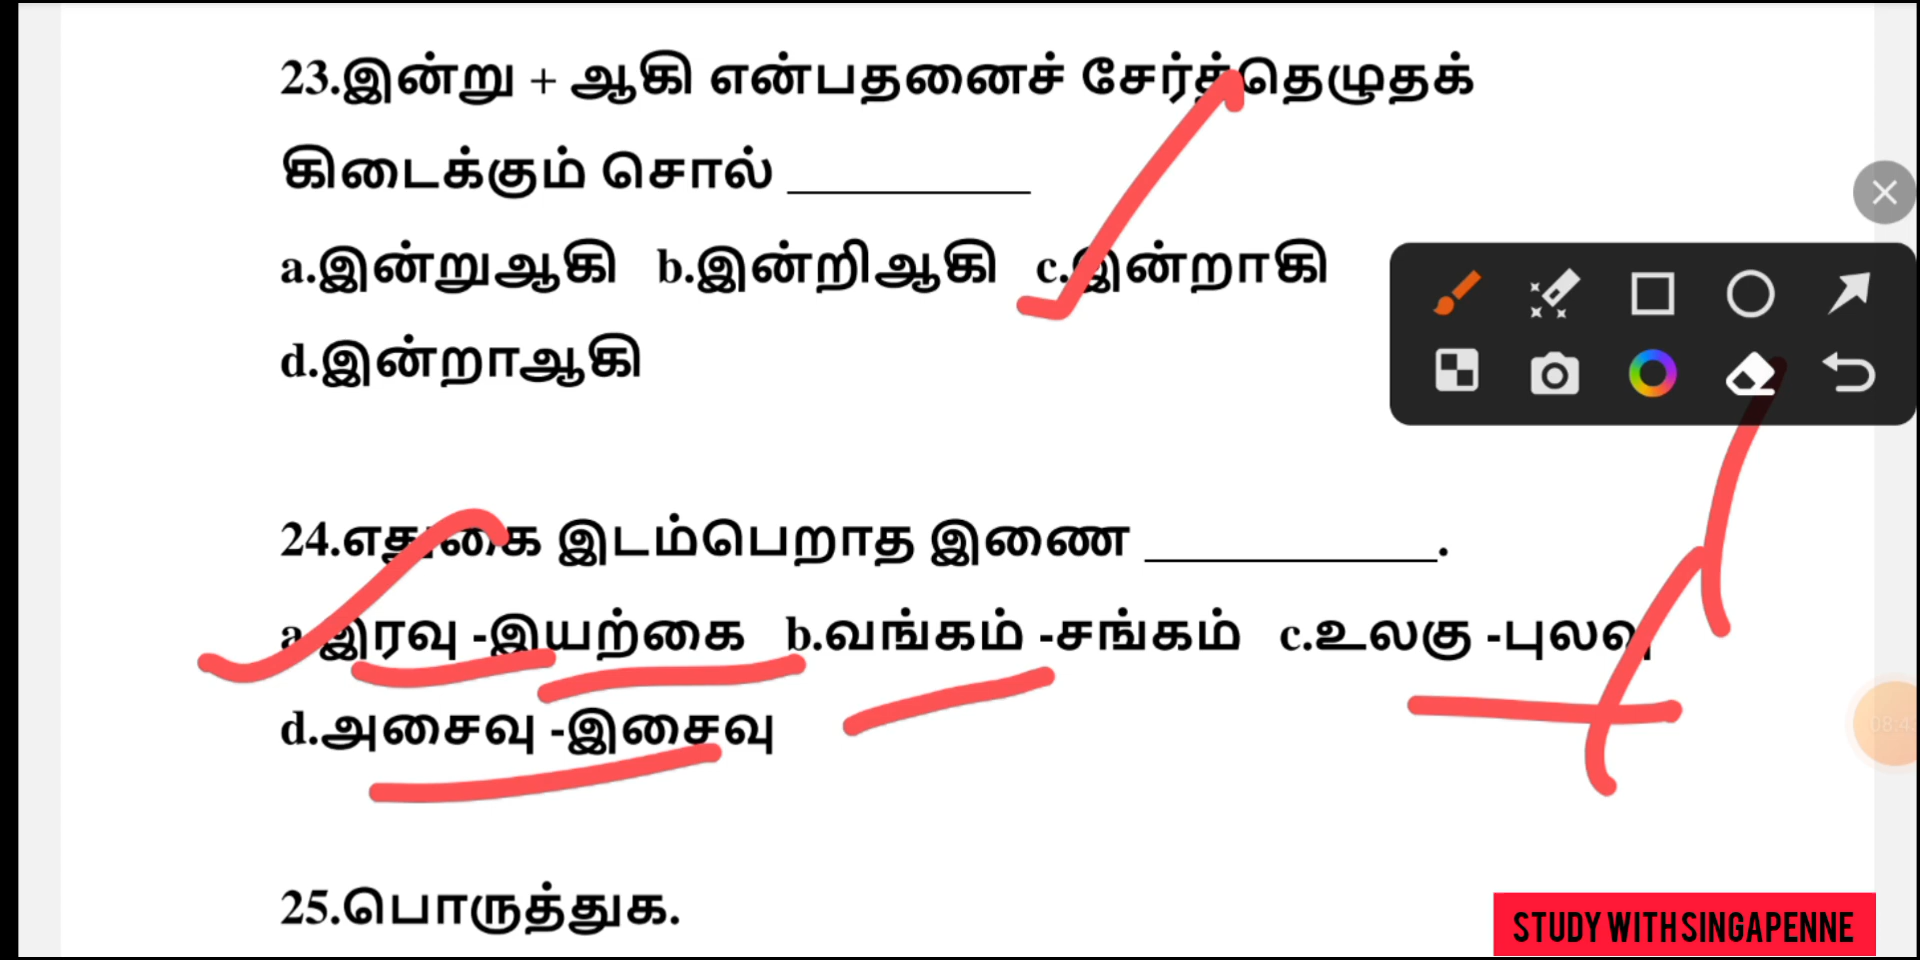 23.இன்று + ஆகி என்பதனைச் சேர்த்தெழுதக்
கிடைக்கும் சொல் __________
a.இன்றுஆகி b.இன்றிஆகி c.இன்றாகி
d.இன்றாஆகி
24.எதுகை இடம்பெறாத இணை ____________.
a.இரவு -இயற்கை b.வங்கம் -சங்கம் c.உலகு -புலவு
d.அசைவு -இசைவு
25.பொருத்துக.
STUDY WITH SINGAPENNE